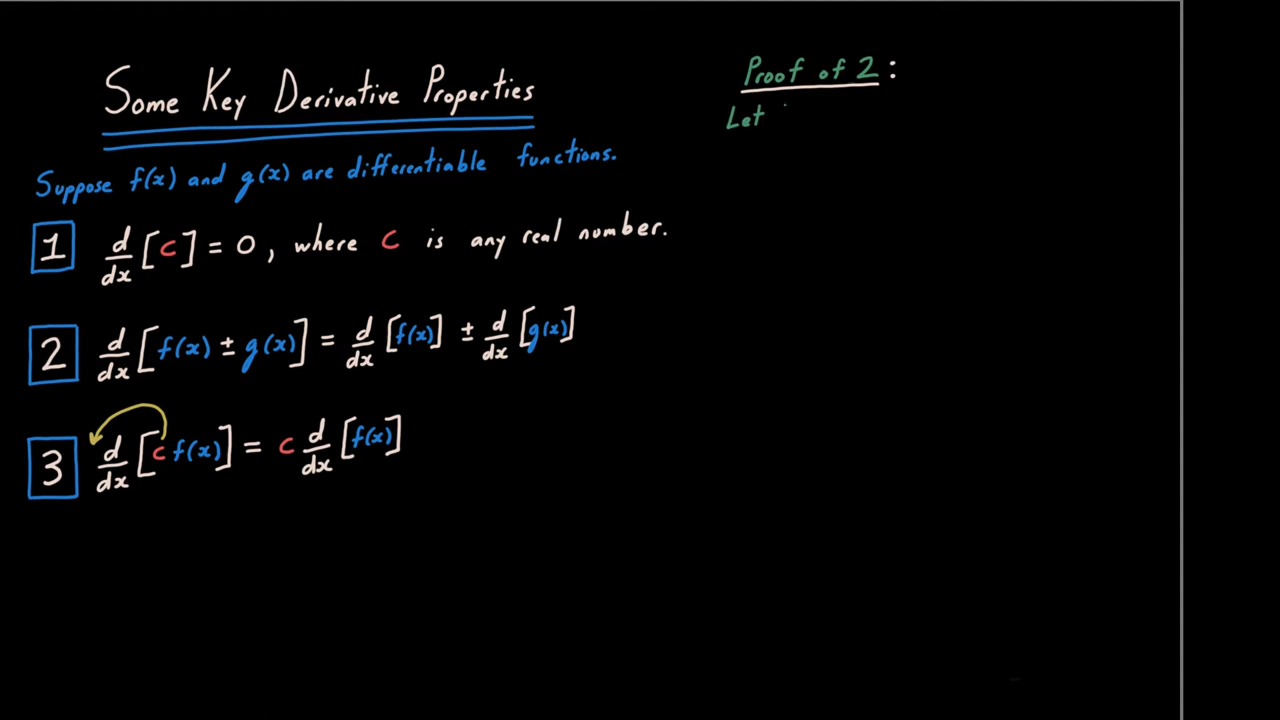 Some Key Derivative Properties
Suppose f(x) and g(x) are differentiable functions.
1 d/dx [c] = 0, where c is any real number.
2 d/dx [f(x) ± g(x)] = d/dx [f(x)] ± d/dx [g(x)]
3 d/dx [c f(x)] = c d/dx [f(x)]
Proof of 2:
Let